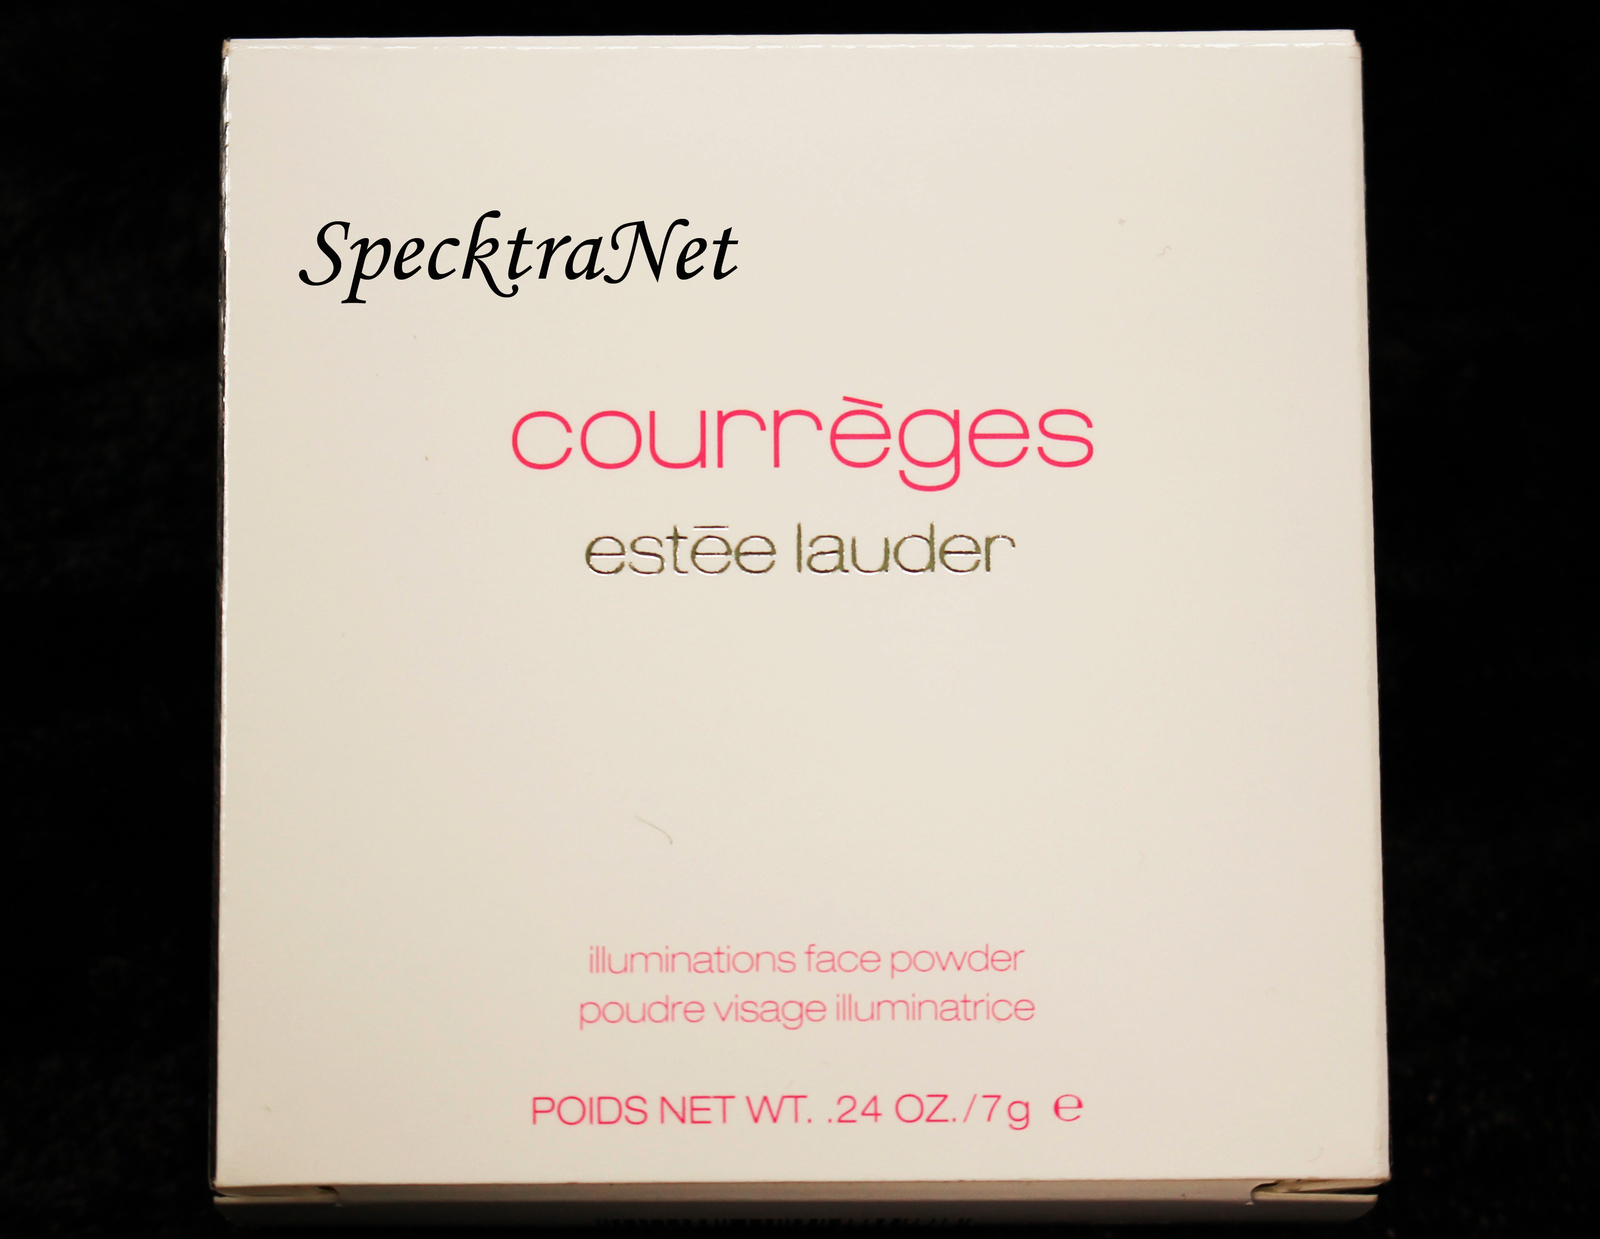 SpecktraNet
courrèges
estēe lauder
illuminations face powder
poudre visage illuminatrice
POIDS NET WT. .24 OZ./7g ℮